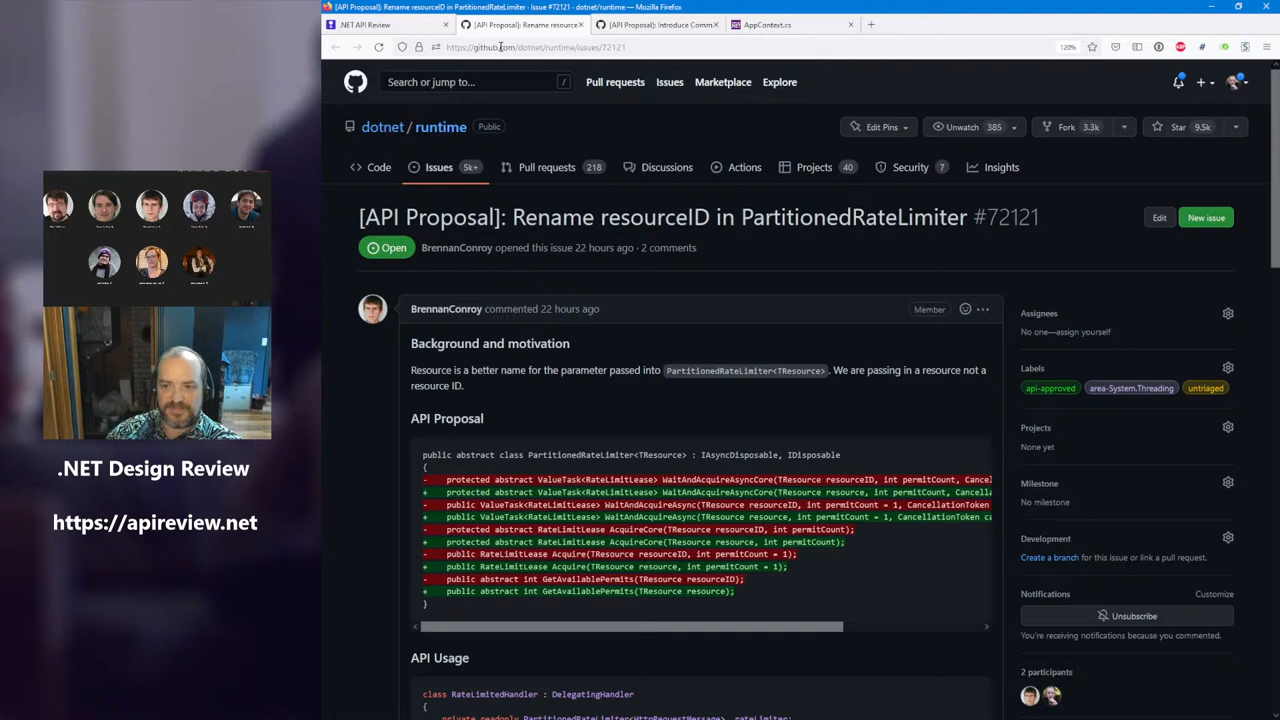 [API Proposal]: Rename resourceID in PartitionedRateLimiter - Issue #72121 - dotnet/runtime — Mozilla Firefox
.NET API Review
[API Proposal]: Rename resource
[API Proposal]: Introduce Comm
AppContext.cs
https://github.com/dotnet/runtime/issues/72121
120%
Search or jump to...
/
Pull requests
Issues
Marketplace
Explore
dotnet / runtime
Public
Edit Pins
Unwatch 385
Fork 3.3k
Star 9.5k
Code
Issues 5k+
Pull requests 218
Discussions
Actions
Projects 40
Security 7
Insights
[API Proposal]: Rename resourceID in PartitionedRateLimiter #72121
Edit
New issue
Open
BrennanConroy opened this issue 22 hours ago · 2 comments
BrennanConroy commented 22 hours ago
Member
Background and motivation
Resource is a better name for the parameter passed into PartitionedRateLimiter<TResource>. We are passing in a resource not a
resource ID.
API Proposal
public abstract class PartitionedRateLimiter<TResource> : IAsyncDisposable, IDisposable
{
- protected abstract ValueTask<RateLimitLease> WaitAndAcquireAsyncCore(TResource resourceID, int permitCount, Cancel
+ protected abstract ValueTask<RateLimitLease> WaitAndAcquireAsyncCore(TResource resource, int permitCount, Cancellat
- public ValueTask<RateLimitLease> WaitAndAcquireAsync(TResource resourceID, int permitCount = 1, CancellationToken
+ public ValueTask<RateLimitLease> WaitAndAcquireAsync(TResource resource, int permitCount = 1, CancellationToken ca
- protected abstract RateLimitLease AcquireCore(TResource resourceID, int permitCount);
+ protected abstract RateLimitLease AcquireCore(TResource resource, int permitCount);
- public RateLimitLease Acquire(TResource resourceID, int permitCount = 1);
+ public RateLimitLease Acquire(TResource resource, int permitCount = 1);
- public abstract int GetAvailablePermits(TResource resourceID);
+ public abstract int GetAvailablePermits(TResource resource);
}
API Usage
class RateLimitedHandler : DelegatingHandler
Assignees
No one—assign yourself
Labels
api-approved
area-System.Threading
untriaged
Projects
None yet
Milestone
No milestone
Development
Create a branch for this issue or link a pull request.
Notifications
Customize
Unsubscribe
You're receiving notifications because you commented.
2 participants
.NET Design Review
https://apireview.net